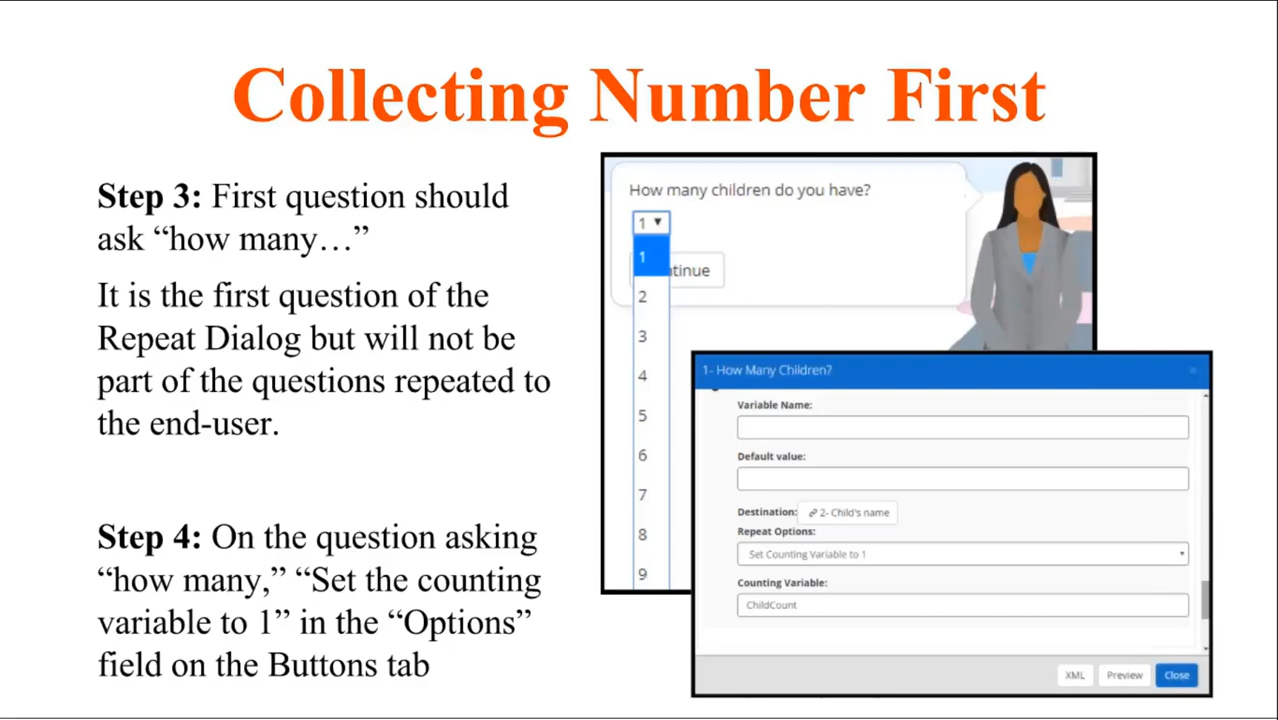 Collecting Number First
Step 3: First question should
ask “how many…”
It is the first question of the
Repeat Dialog but will not be
part of the questions repeated to
the end-user.
Step 4: On the question asking
“how many,” “Set the counting
variable to 1” in the “Options”
field on the Buttons tab
How many children do you have?
1
1
tinue
2
3
4
5
6
7
8
9
1- How Many Children?
Variable Name:
Default value:
Destination: 2- Child's name
Repeat Options:
Set Counting Variable to 1
Counting Variable:
ChildCount
XML Preview Close